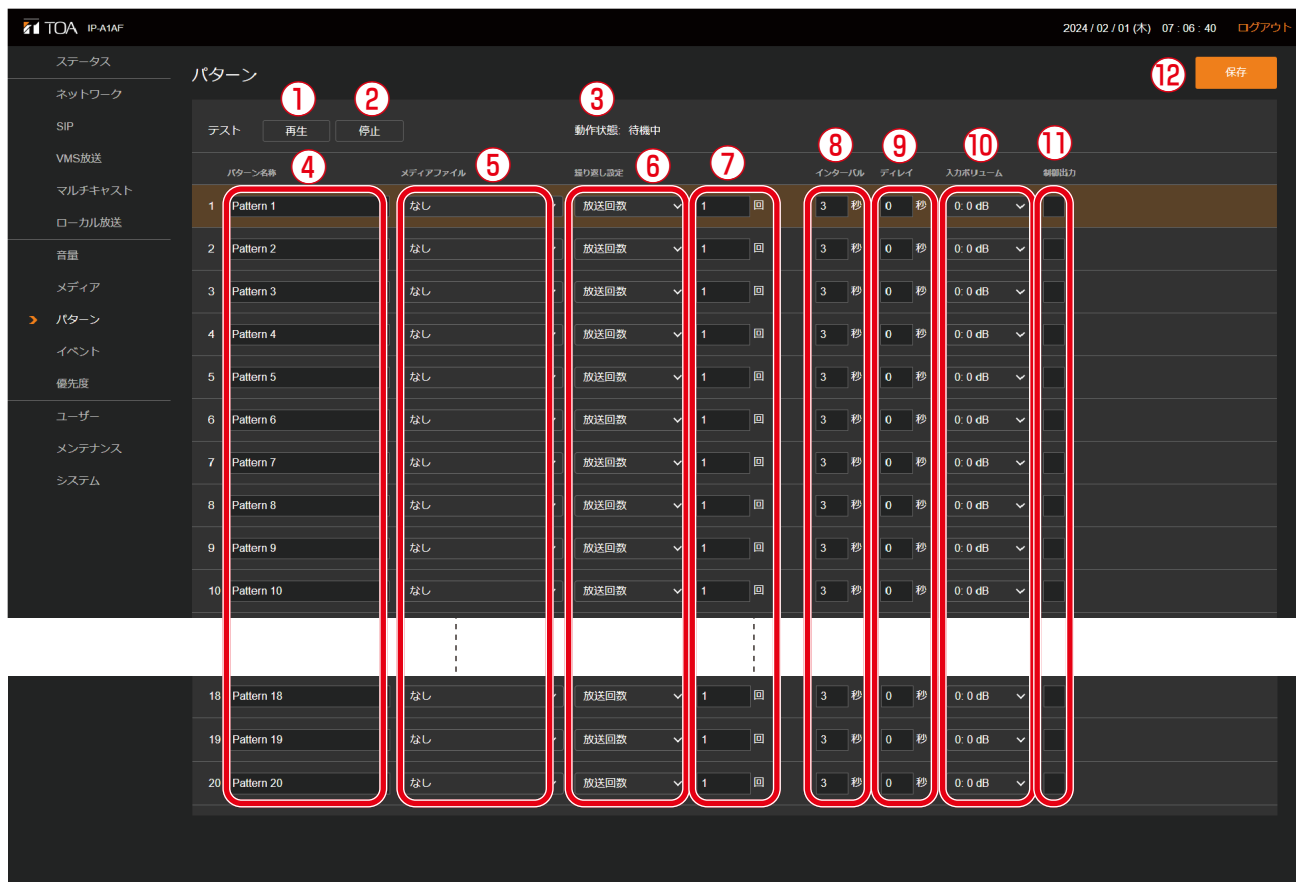 TOA IP-A1AF 2024 / 02 / 01 (木) 07 : 06 : 40 ログアウト
ステータス
ネットワーク
SIP
VMS放送
マルチキャスト
ローカル放送
音量
メディア
パターン
イベント
優先度
ユーザー
メンテナンス
システム
パターン ⑫ 保存
① ② ③
テスト 再生 停止 動作状態: 待機中
④ ⑤ ⑥ ⑦ ⑧ ⑨ ⑩ ⑪
パターン名称 メディアファイル 繰り返し設定 インターバル ディレイ 入力ボリューム 制御出力
1 Pattern 1 なし 放送回数 1 回 3 秒 0 秒 0: 0 dB
2 Pattern 2 なし 放送回数 1 回 3 秒 0 秒 0: 0 dB
3 Pattern 3 なし 放送回数 1 回 3 秒 0 秒 0: 0 dB
4 Pattern 4 なし 放送回数 1 回 3 秒 0 秒 0: 0 dB
5 Pattern 5 なし 放送回数 1 回 3 秒 0 秒 0: 0 dB
6 Pattern 6 なし 放送回数 1 回 3 秒 0 秒 0: 0 dB
7 Pattern 7 なし 放送回数 1 回 3 秒 0 秒 0: 0 dB
8 Pattern 8 なし 放送回数 1 回 3 秒 0 秒 0: 0 dB
9 Pattern 9 なし 放送回数 1 回 3 秒 0 秒 0: 0 dB
10 Pattern 10 なし 放送回数 1 回 3 秒 0 秒 0: 0 dB
18 Pattern 18 なし 放送回数 1 回 3 秒 0 秒 0: 0 dB
19 Pattern 19 なし 放送回数 1 回 3 秒 0 秒 0: 0 dB
20 Pattern 20 なし 放送回数 1 回 3 秒 0 秒 0: 0 dB